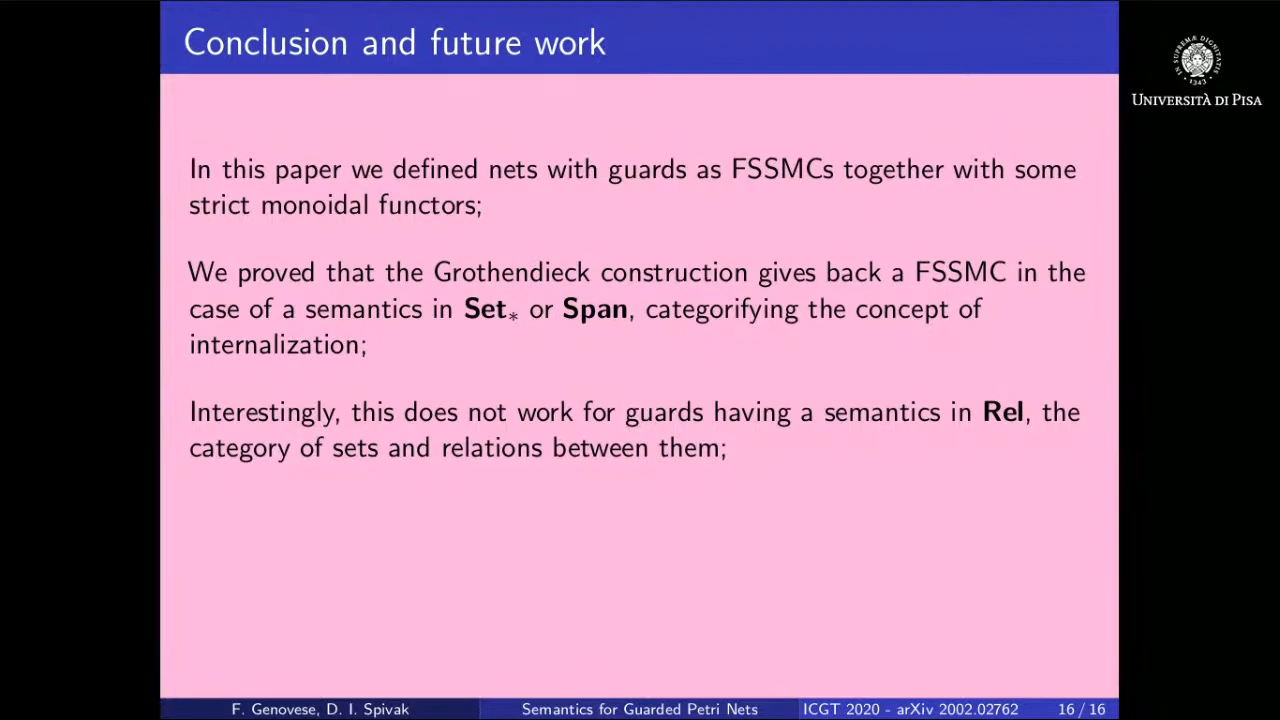 Conclusion and future work
IN SUPREMÆ DIGNITATIS
1343
UNIVERSITÀ DI PISA
In this paper we defined nets with guards as FSSMCs together with some
strict monoidal functors;
We proved that the Grothendieck construction gives back a FSSMC in the
case of a semantics in Set∗ or Span, categorifying the concept of
internalization;
Interestingly, this does not work for guards having a semantics in Rel, the
category of sets and relations between them;
F. Genovese, D. I. Spivak
Semantics for Guarded Petri Nets
ICGT 2020 - arXiv 2002.02762
16 / 16